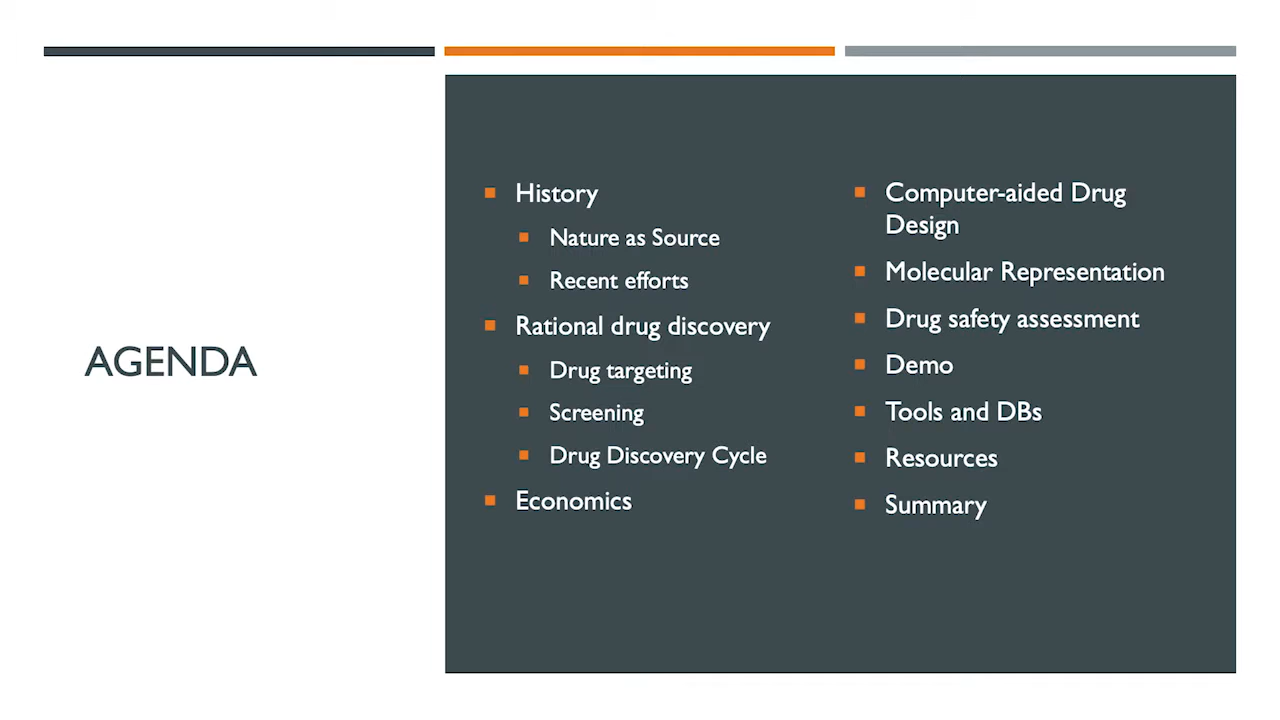 AGENDA
History
Nature as Source
Recent efforts
Rational drug discovery
Drug targeting
Screening
Drug Discovery Cycle
Economics
Computer-aided Drug
Design
Molecular Representation
Drug safety assessment
Demo
Tools and DBs
Resources
Summary